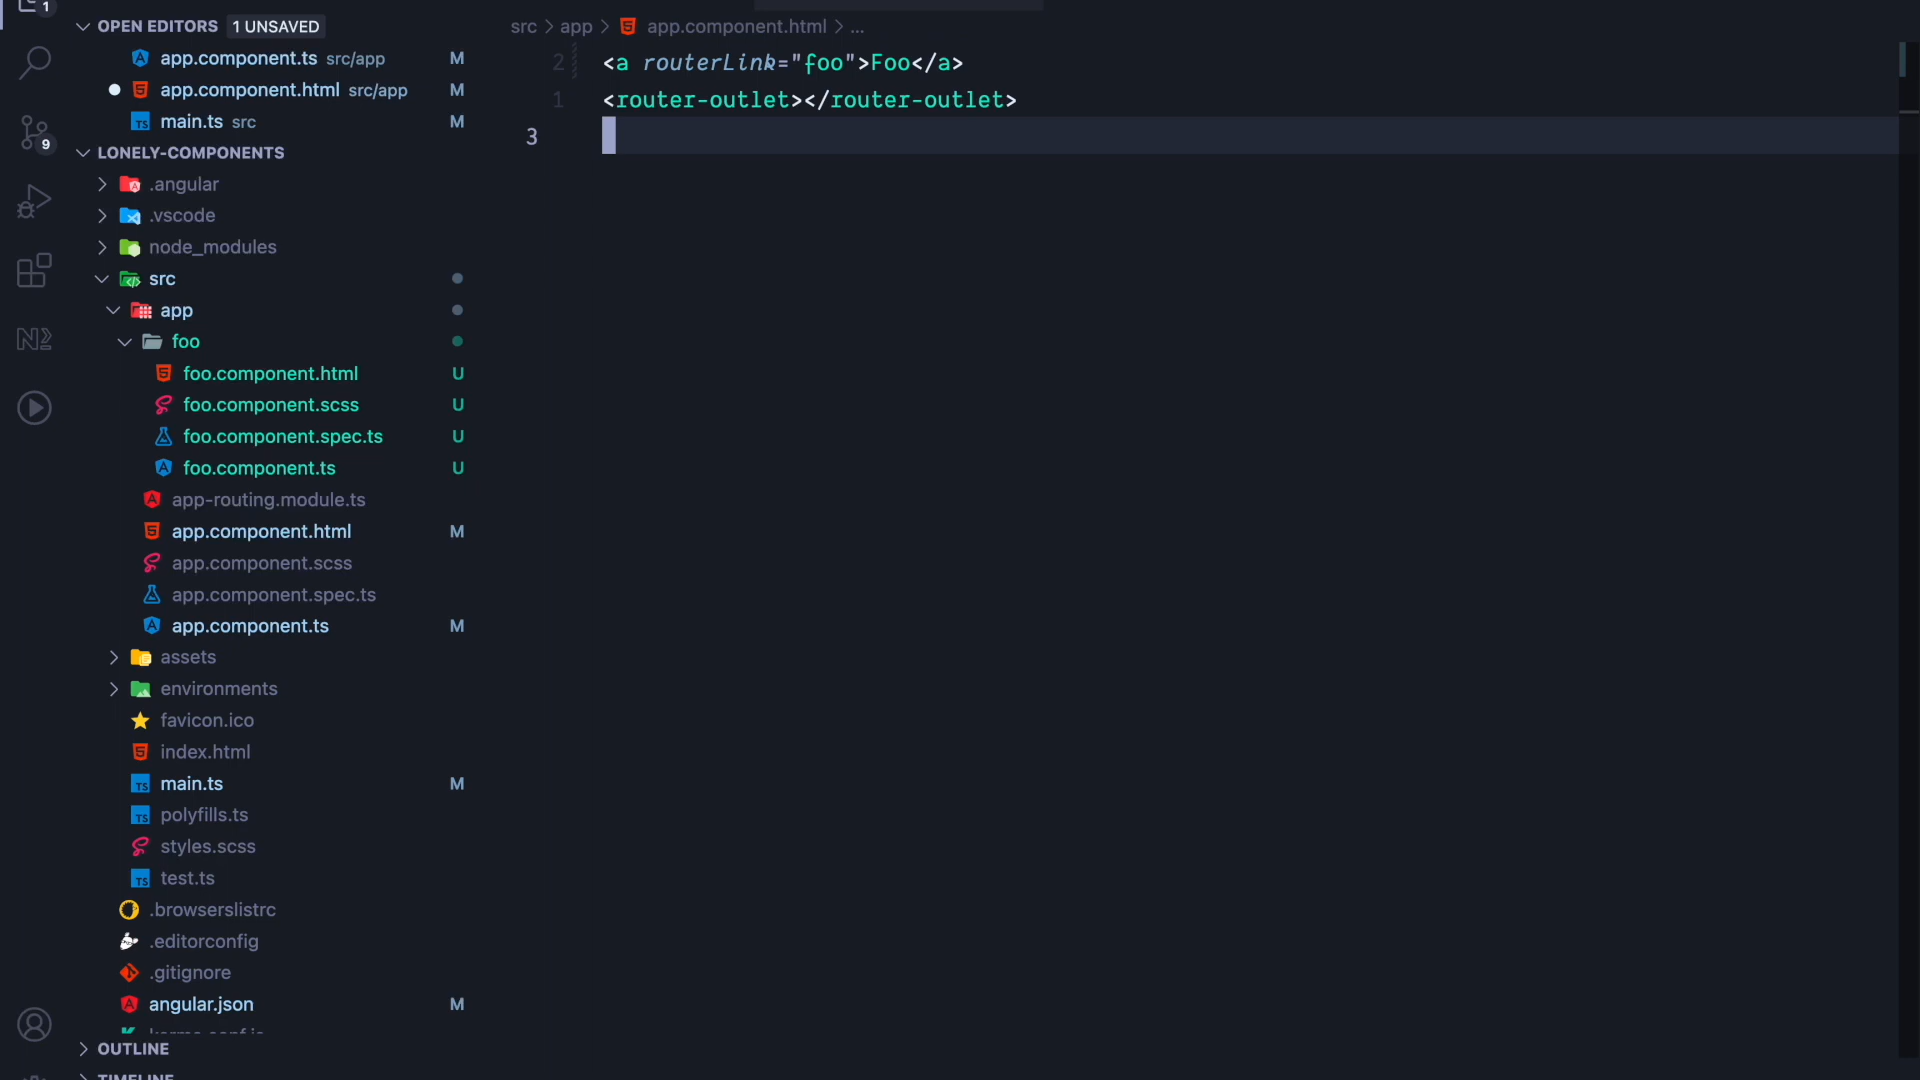 1
OPEN EDITORS 1 UNSAVED
app.component.ts src/app M
app.component.html src/app M
main.ts src M
9
LONELY-COMPONENTS
.angular
.vscode
node_modules
src
app
foo
foo.component.html U
foo.component.scss U
foo.component.spec.ts U
foo.component.ts U
app-routing.module.ts
app.component.html M
app.component.scss
app.component.spec.ts
app.component.ts M
assets
environments
favicon.ico
index.html
main.ts M
polyfills.ts
styles.scss
test.ts
.browserslistrc
.editorconfig
.gitignore
angular.json M
karma.conf.js
OUTLINE
TIMELINE
src > app > app.component.html > ...
2 <a routerLink="foo">Foo</a>
1 <router-outlet></router-outlet>
3